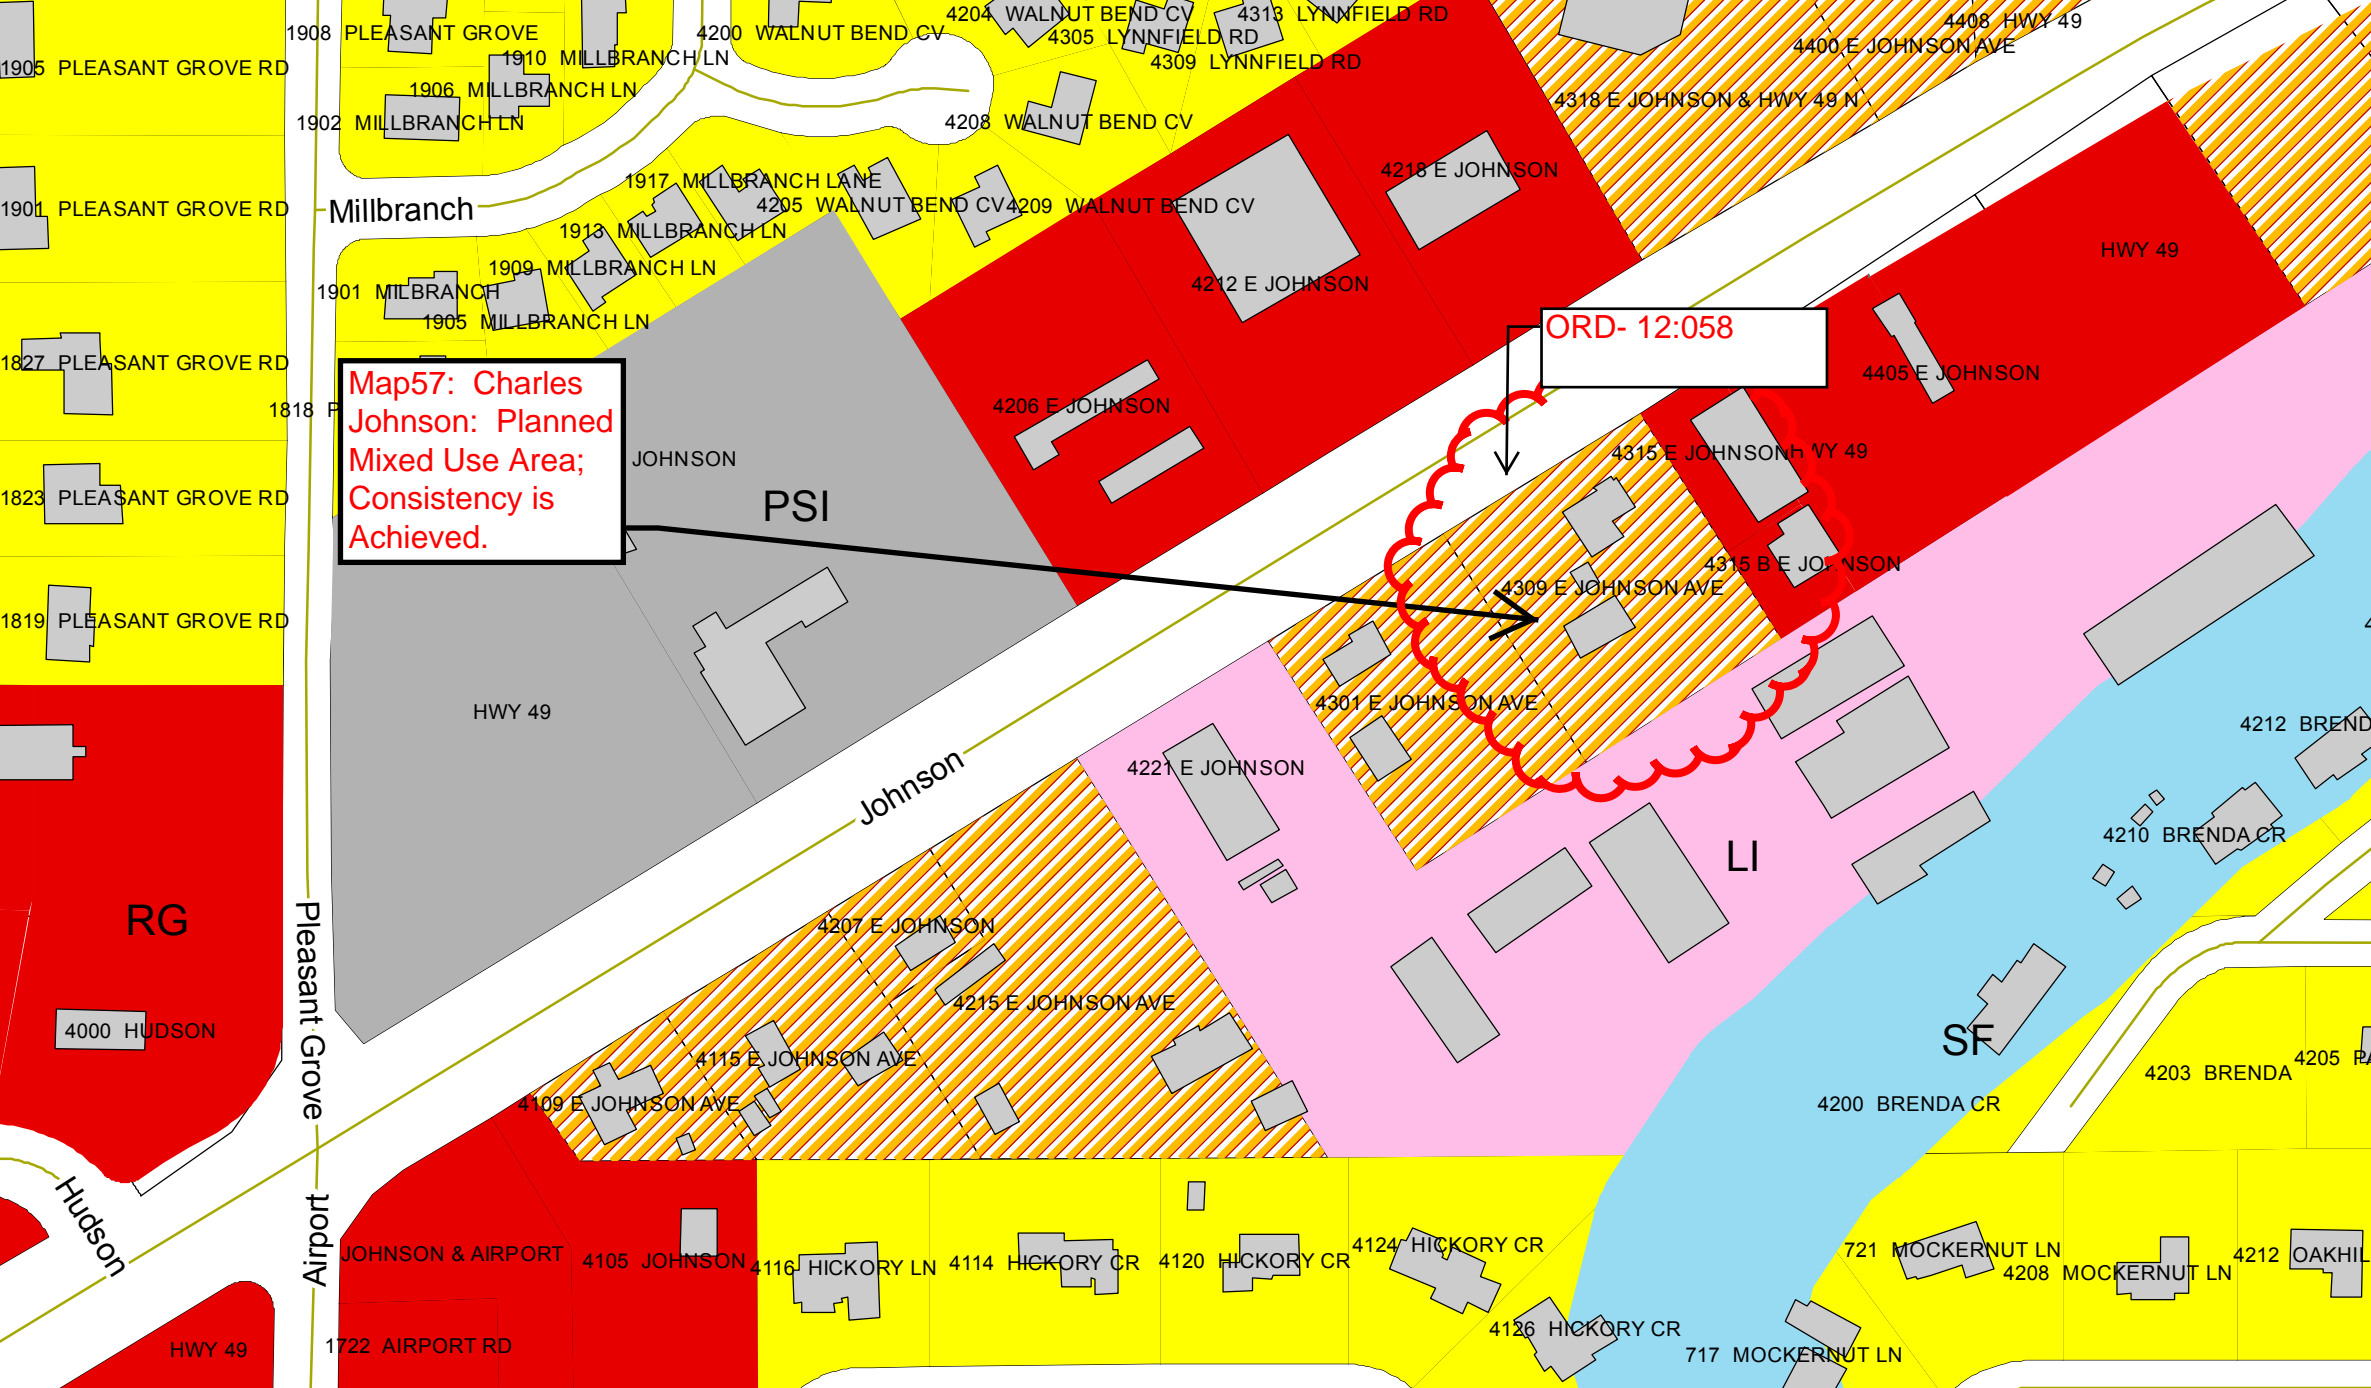 4204 WALNUT BEND CV
4313 LYNNFIELD RD
4408 HWY 49
1908 PLEASANT GROVE
4200 WALNUT BEND CV
4305 LYNNFIELD RD
4400 E JOHNSON AVE
1910 MILLBRANCH LN
4309 LYNNFIELD RD
1905 PLEASANT GROVE RD
1906 MILLBRANCH LN
4318 E JOHNSON & HWY 49 N
1902 MILLBRANCH LN
4208 WALNUT BEND CV
4218 E JOHNSON
1917 MILLBRANCH LANE
1901 PLEASANT GROVE RD
Millbranch
4205 WALNUT BEND CV
4209 WALNUT BEND CV
1913 MILLBRANCH LN
HWY 49
1909 MILLBRANCH LN
4212 E JOHNSON
1901 MILBRANCH
1905 MILLBRANCH LN
ORD- 12:058
1827 PLEASANT GROVE RD
4405 E JOHNSON
Map57: Charles
Johnson: Planned
Mixed Use Area;
Consistency is
Achieved.
1818 P
4206 E JOHNSON
JOHNSON
4315 E JOHNSON
HWY 49
1823 PLEASANT GROVE RD
PSI
4315 B E JOHNSON
4309 E JOHNSON AVE
1819 PLEASANT GROVE RD
4301 E JOHNSON AVE
HWY 49
4212 BREND
4221 E JOHNSON
Johnson
4210 BRENDA CR
LI
RG
4207 E JOHNSON
Pleasant Grove
4215 E JOHNSON AVE
4000 HUDSON
SF
4115 E JOHNSON AVE
4205 PA
4203 BRENDA
4109 E JOHNSON AVE
4200 BRENDA CR
Hudson
Airport
JOHNSON & AIRPORT
4105 JOHNSON
4116 HICKORY LN
4114 HICKORY CR
4120 HICKORY CR
4124 HICKORY CR
721 MOCKERNUT LN
4208 MOCKERNUT LN
4212 OAKHIL
4126 HICKORY CR
HWY 49
1722 AIRPORT RD
717 MOCKERNUT LN